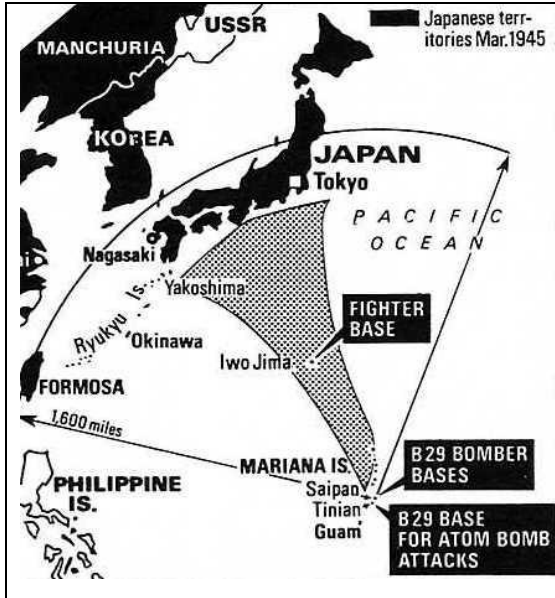 USSR
MANCHURIA
Japanese terr-
itories Mar.1945
KOREA
JAPAN
Tokyo
PACIFIC
OCEAN
Nagasaki
Yakoshima
Ryukyu Is.
Okinawa
FIGHTER
BASE
Iwo Jima
FORMOSA
1,600 miles
MARIANA IS.
Saipan
Tinian
Guam
B29 BOMBER
BASES
PHILIPPINE
IS.
B29 BASE
FOR ATOM BOMB
ATTACKS